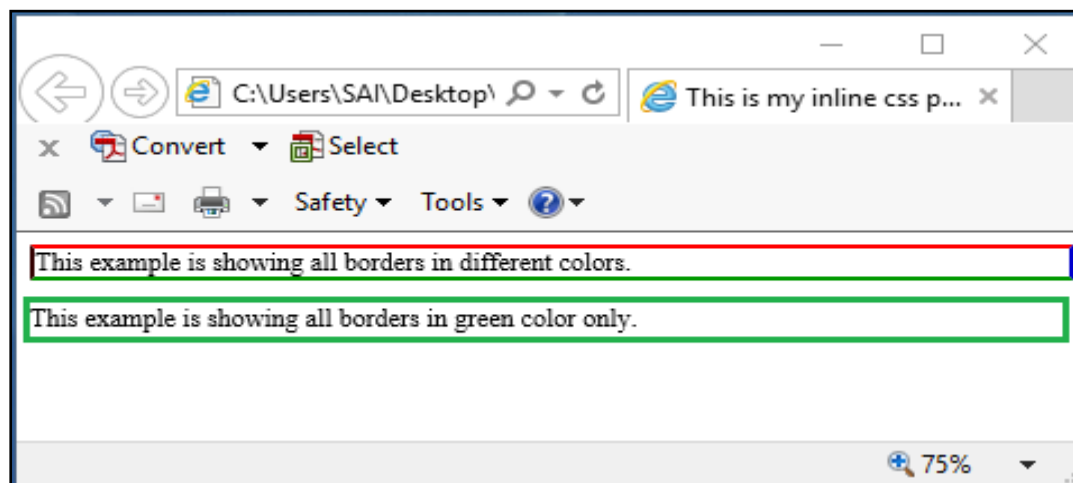 C:\Users\SAI\Desktop\ This is my inline css p...
Convert Select
Safety Tools
This example is showing all borders in different colors.
This example is showing all borders in green color only.
75%